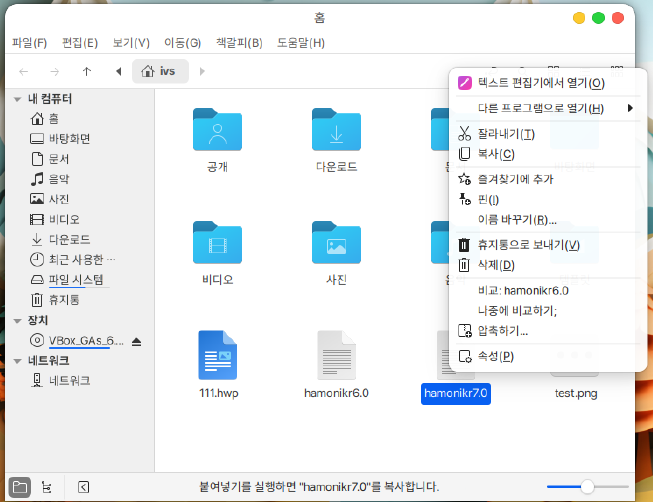 홈
파일(F) 편집(E) 보기(V) 이동(G) 책갈피(B) 도움말(H)
ivs
내 컴퓨터
홈
바탕화면
문서
음악
사진
비디오
다운로드
최근 사용한 …
파일 시스템
휴지통
장치
VBox_GAs_6...
네트워크
네트워크
공개
다운로드
비디오
사진
111.hwp
hamonikr6.0
hamonikr7.0
test.png
텍스트 편집기에서 열기(O)
다른 프로그램으로 열기(H)
잘라내기(T)
복사(C)
즐겨찾기에 추가
핀(I)
이름 바꾸기(R)...
휴지통으로 보내기(V)
삭제(D)
비교: hamonikr6.0
나중에 비교하기;
압축하기...
속성(P)
붙여넣기를 실행하면 "hamonikr7.0"를 복사합니다.